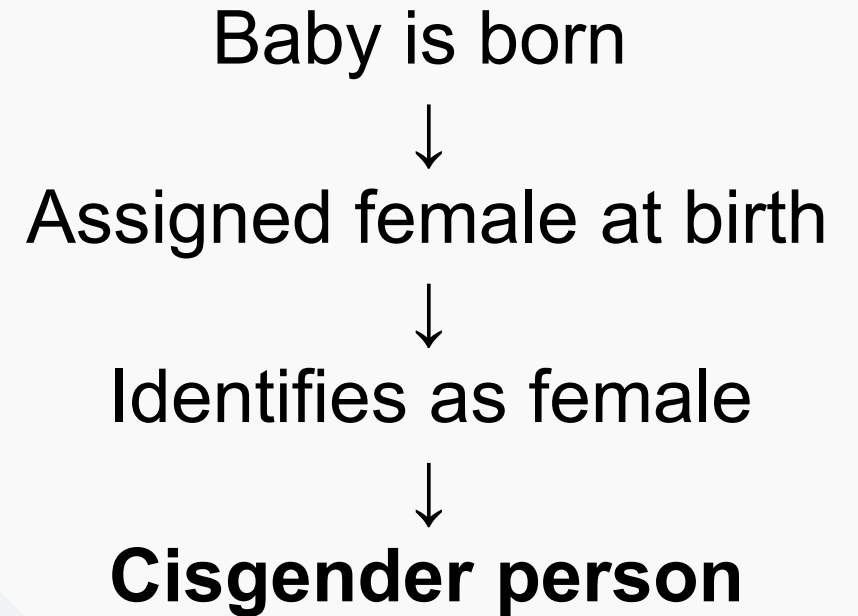 Baby is born
↓
Assigned female at birth
↓
Identifies as female
↓
Cisgender person